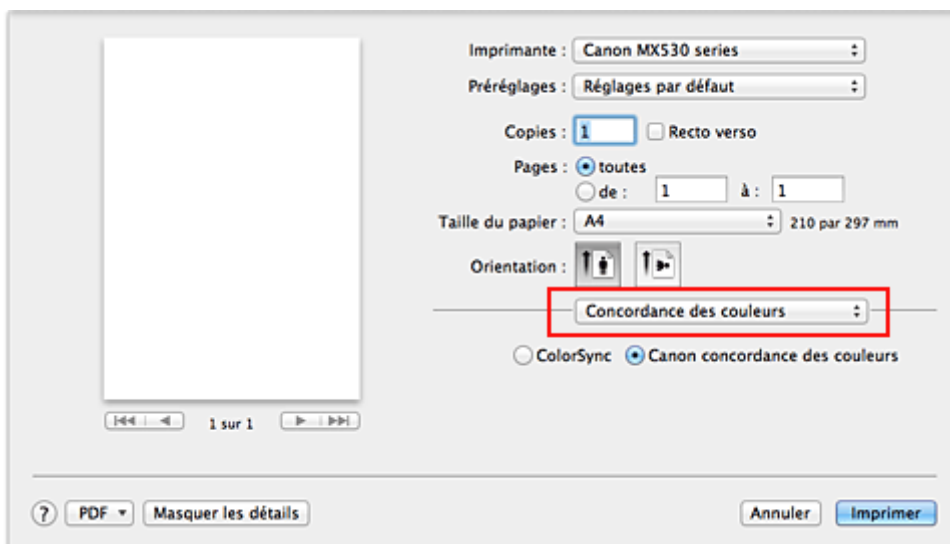 Imprimante : Canon MX530 series
Préréglages : Réglages par défaut
Copies : 1 Recto verso
Pages : toutes
de : 1 à : 1
Taille du papier : A4 210 par 297 mm
Orientation :
Concordance des couleurs
ColorSync Canon concordance des couleurs
1 sur 1
? PDF Masquer les détails Annuler Imprimer